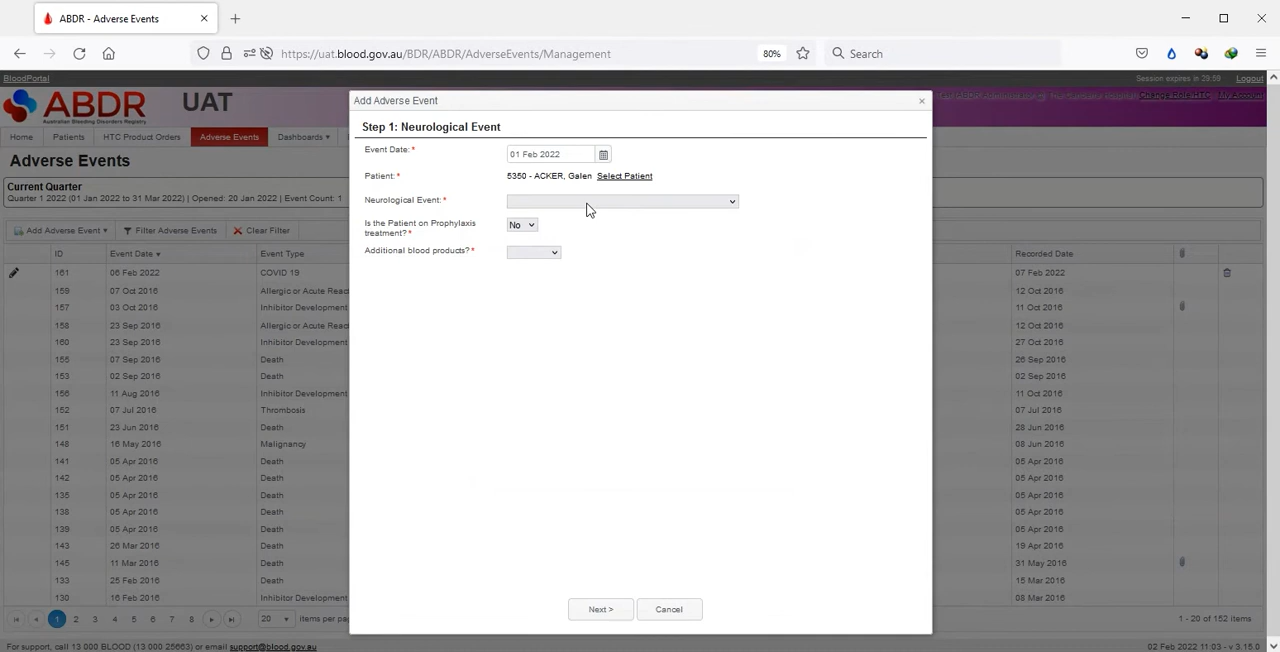 ABDR - Adverse Events
https://uat.blood.gov.au/BDR/ABDR/AdverseEvents/Management
80%
Search
BloodPortal
Session expires in 29:59
Logout
ABDR
Australian Bleeding Disorders Registry
UAT
Change Role
My Account
Home
Patients
HTC Product Orders
Adverse Events
Dashboards
Adverse Events
Current Quarter
Quarter 1 2022 (01 Jan 2022 to 31 Mar 2022) | Opened: 20 Jan 2022 | Event Count: 1
Add Adverse Event
Filter Adverse Events
Clear Filter
ID Event Date Event Type Recorded Date
161 06 Feb 2022 COVID 19 07 Feb 2022
159 07 Oct 2016 Allergic or Acute Reac 12 Oct 2016
157 03 Oct 2016 Inhibitor Development 11 Oct 2016
158 23 Sep 2016 Allergic or Acute Reac 12 Oct 2016
160 23 Sep 2016 Inhibitor Development 27 Oct 2016
155 07 Sep 2016 Death 26 Sep 2016
153 02 Sep 2016 Death 02 Sep 2016
156 11 Aug 2016 Inhibitor Development 11 Oct 2016
152 07 Jul 2016 Thrombosis 07 Jul 2016
151 23 Jun 2016 Death 28 Jun 2016
148 16 May 2016 Malignancy 08 Jun 2016
141 05 Apr 2016 Death 05 Apr 2016
142 05 Apr 2016 Death 05 Apr 2016
135 05 Apr 2016 Death 05 Apr 2016
138 05 Apr 2016 Death 05 Apr 2016
139 05 Apr 2016 Death 05 Apr 2016
143 26 Mar 2016 Death 19 Apr 2016
145 11 Mar 2016 Death 31 May 2016
133 25 Feb 2016 Death 15 Mar 2016
130 16 Feb 2016 Inhibitor Development 08 Mar 2016
1 2 3 4 5 6 7 8 20 items per pag
1 - 20 of 152 items
For support, call 13 000 BLOOD (13 000 25663) or email support@blood.gov.au
02 Feb 2022 11:03 - v 3.15.0
Add Adverse Event
Step 1: Neurological Event
Event Date:* 01 Feb 2022
Patient:* 5350 - ACKER, Galen Select Patient
Neurological Event:*
Is the Patient on Prophylaxis
treatment?* No
Additional blood products?*
Next >
Cancel